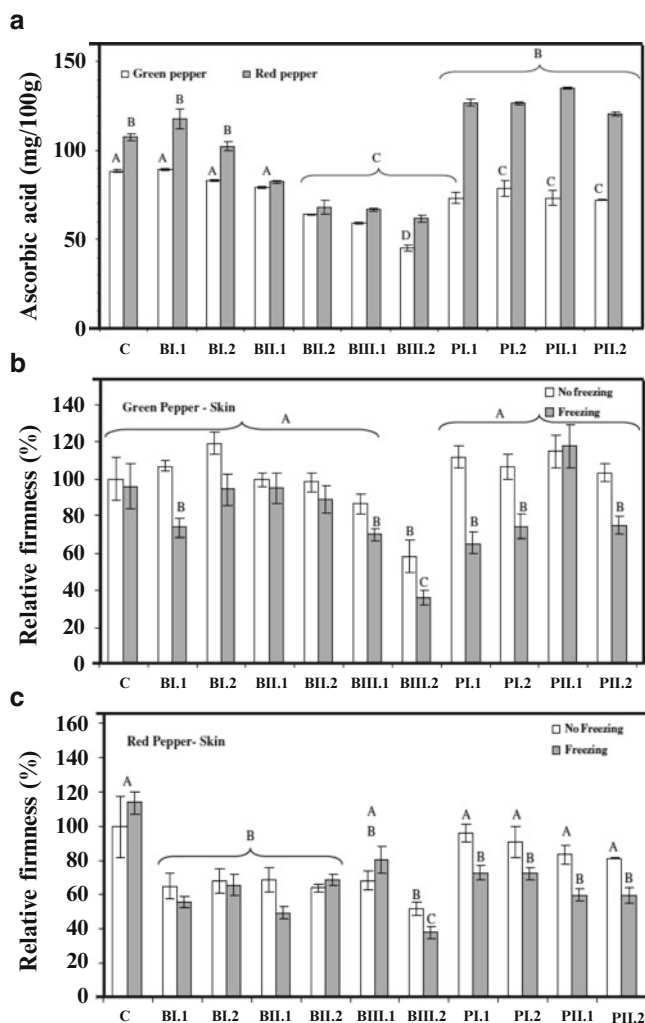 a
Ascorbic acid (mg/100g)
150
100
50
0
Green pepper Red pepper
A B A B A B A C D B C C C
C BI.1 BI.2 BII.1 BII.2 BIII.1 BIII.2 PI.1 PI.2 PII.1 PII.2
b
Relative firmness (%)
140
120
100
80
60
40
20
0
Green Pepper - Skin
No freezing
Freezing
A B B B C A B B B
C BI.1 BI.2 BII.1 BII.2 BIII.1 BIII.2 PI.1 PI.2 PII.1 PII.2
c
Relative firmness (%)
160
140
120
100
80
60
40
20
0
Red Pepper- Skin
No Freezing
Freezing
A B A B B C A B A B A B A B
C BI.1 BI.2 BII.1 BII.2 BIII.1 BIII.2 PI.1 PI.2 PII.1 PII.2